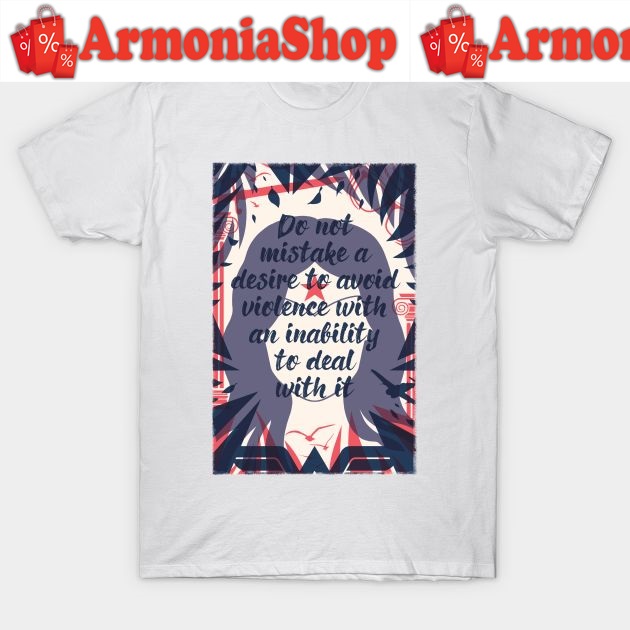 ArmoniaShop Armon
Do not
mistake a
desire to avoid
violence with
an inability
to deal
with it